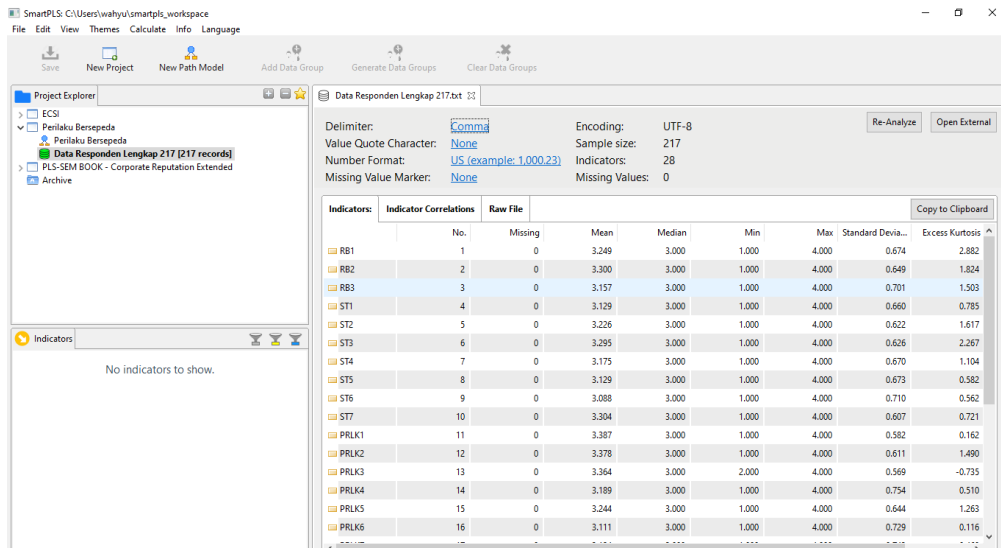 SmartPLS: C:\Users\wahyu\smartpls_workspace
File Edit View Themes Calculate Info Language
Save New Project New Path Model Add Data Group Generate Data Groups Clear Data Groups
Project Explorer
ECSI
Perilaku Bersepeda
Perilaku Bersepeda
Data Responden Lengkap 217 [217 records]
PLS-SEM BOOK - Corporate Reputation Extended
Archive
Indicators
No indicators to show.
Data Responden Lengkap 217.txt
Delimiter: Comma Encoding: UTF-8 Re-Analyze Open External
Value Quote Character: None Sample size: 217
Number Format: US (example: 1,000.23) Indicators: 28
Missing Value Marker: None Missing Values: 0
Indicators: Indicator Correlations Raw File Copy to Clipboard
No. Missing Mean Median Min Max Standard Devia... Excess Kurtosis
RB1 1 0 3.249 3.000 1.000 4.000 0.674 2.882
RB2 2 0 3.300 3.000 1.000 4.000 0.649 1.824
RB3 3 0 3.157 3.000 1.000 4.000 0.701 1.503
ST1 4 0 3.129 3.000 1.000 4.000 0.660 0.785
ST2 5 0 3.226 3.000 1.000 4.000 0.622 1.617
ST3 6 0 3.295 3.000 1.000 4.000 0.626 2.267
ST4 7 0 3.175 3.000 1.000 4.000 0.670 1.104
ST5 8 0 3.129 3.000 1.000 4.000 0.673 0.582
ST6 9 0 3.088 3.000 1.000 4.000 0.710 0.562
ST7 10 0 3.304 3.000 1.000 4.000 0.607 0.721
PRLK1 11 0 3.387 3.000 1.000 4.000 0.582 0.162
PRLK2 12 0 3.378 3.000 1.000 4.000 0.611 1.490
PRLK3 13 0 3.364 3.000 2.000 4.000 0.569 -0.735
PRLK4 14 0 3.189 3.000 1.000 4.000 0.754 0.510
PRLK5 15 0 3.244 3.000 1.000 4.000 0.644 1.263
PRLK6 16 0 3.111 3.000 1.000 4.000 0.729 0.116